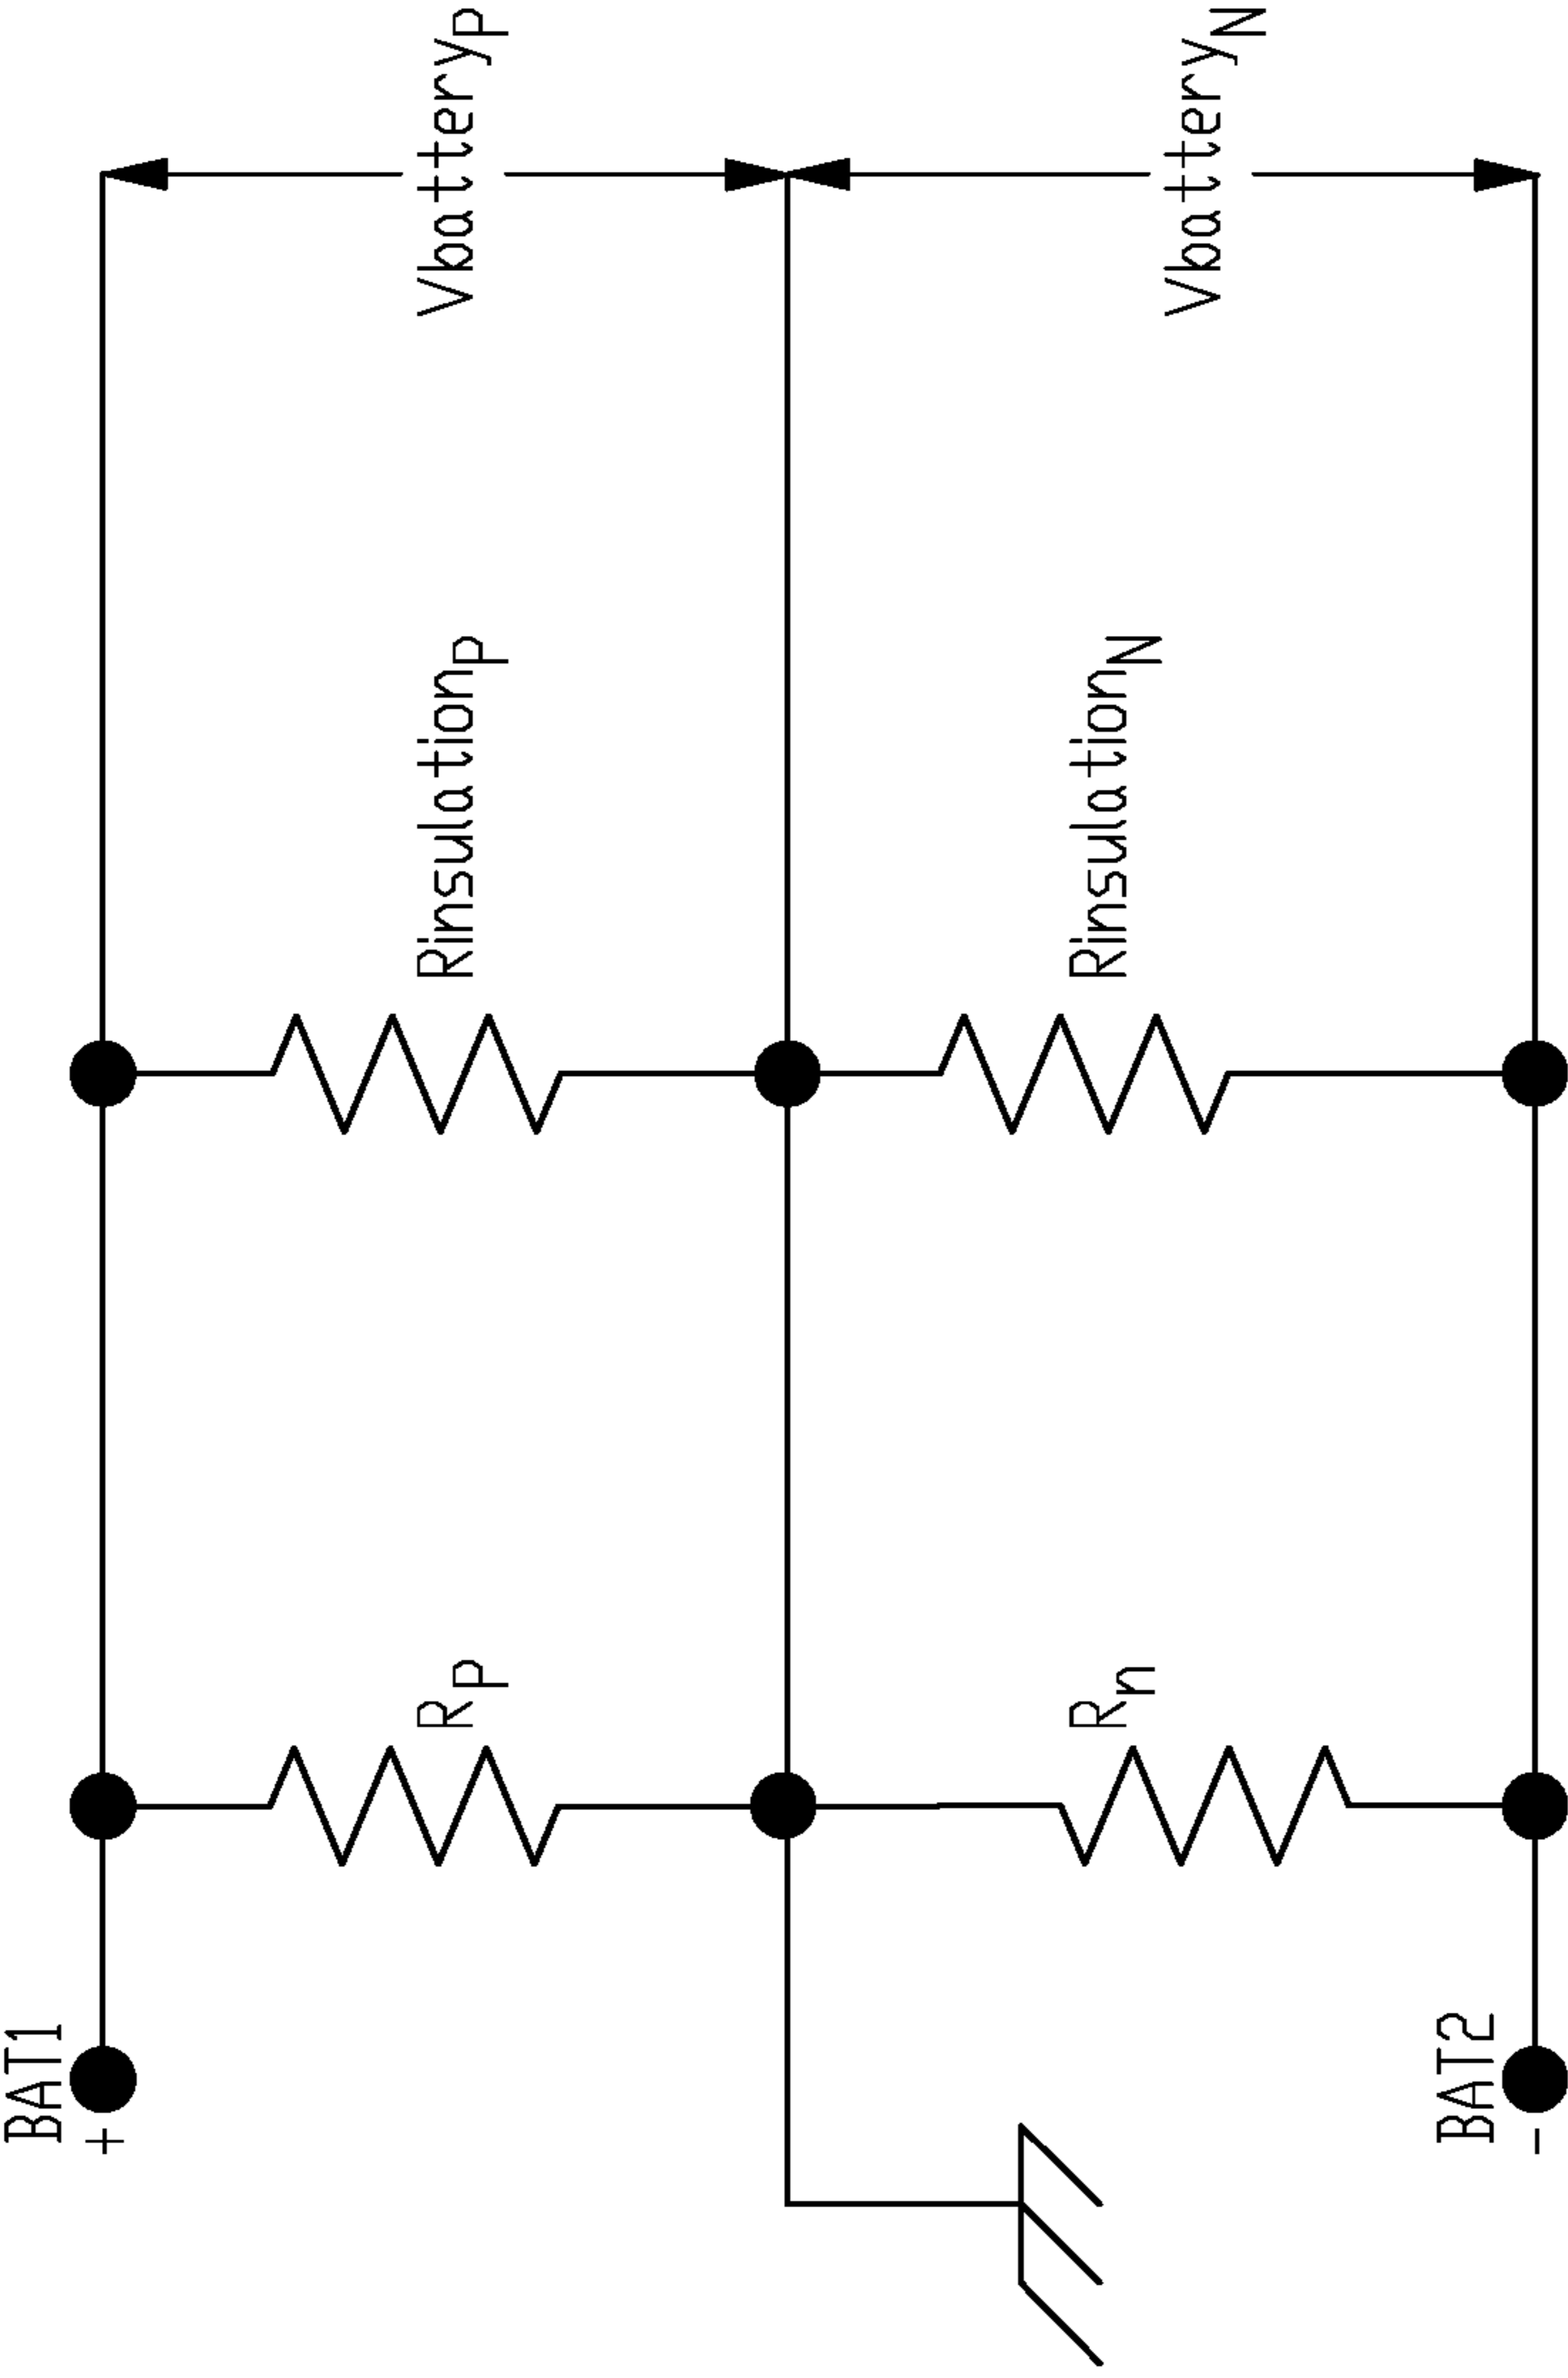 BAT1
+
RP
RinsulationP
VbatteryP
Rn
RinsulationN
VbatteryN
BAT2
-